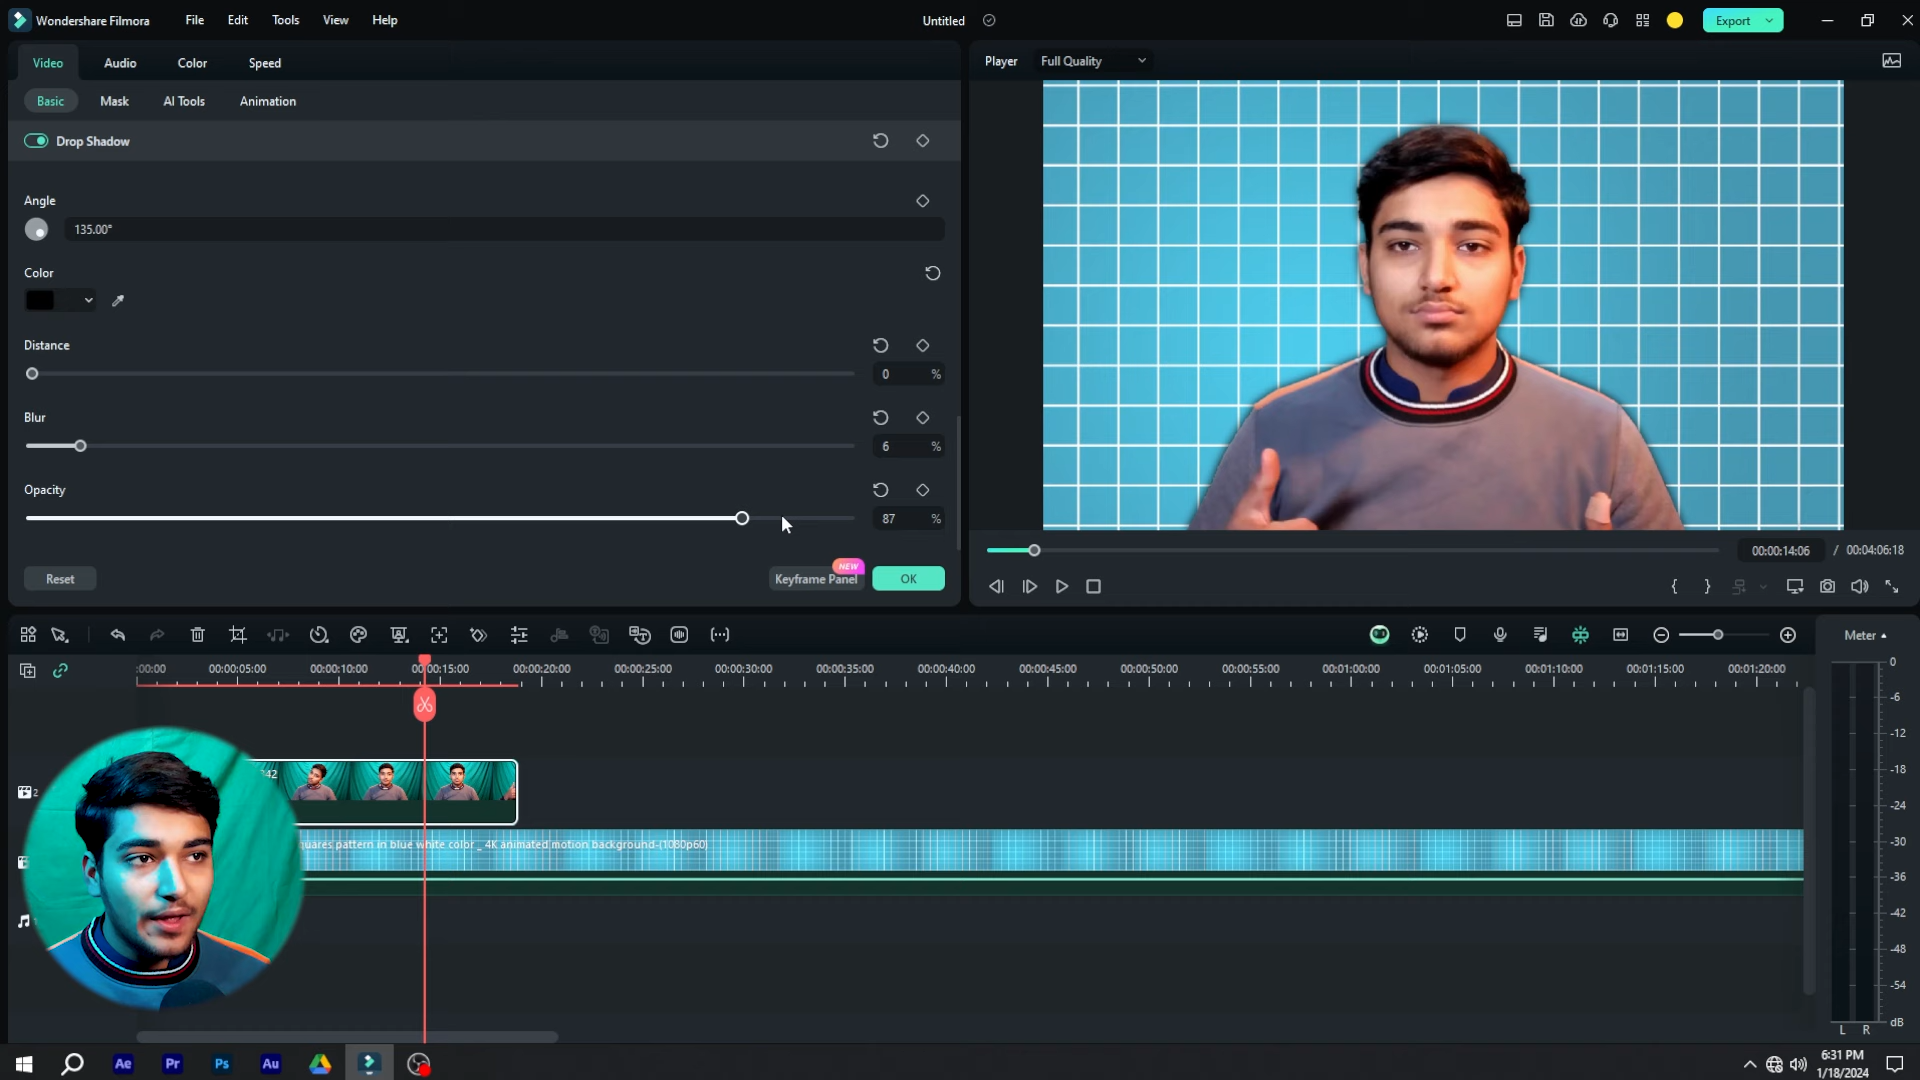 Wondershare Filmora File Edit Tools View Help Untitled Export
Video Audio Color Speed
Player Full Quality
Basic Mask AI Tools Animation
Drop Shadow
Angle
135.00°
Color
Distance
0 %
Blur
6 %
Opacity
87 %
NEW
Reset Keyframe Panel OK
00:00:14:06 / 00:04:06:18
{ }
Meter
:00:00 00:00:05:00 00:00:10:00 00:00:15:00 00:00:20:00 00:00:25:00 00:00:30:00 00:00:35:00 00:00:40:00 00:00:45:00 00:00:50:00 00:00:55:00 00:01:00:00 00:01:05:00 00:01:10:00 00:01:15:00 00:01:20:00
0
-6
-12
-18
-24
-30
-36
-42
-48
-54
dB
L R
42
2
quares pattern in blue white color _ 4K animated motion background-(1080p60)
Ae Pr Ps Au
6:31 PM
1/18/2024